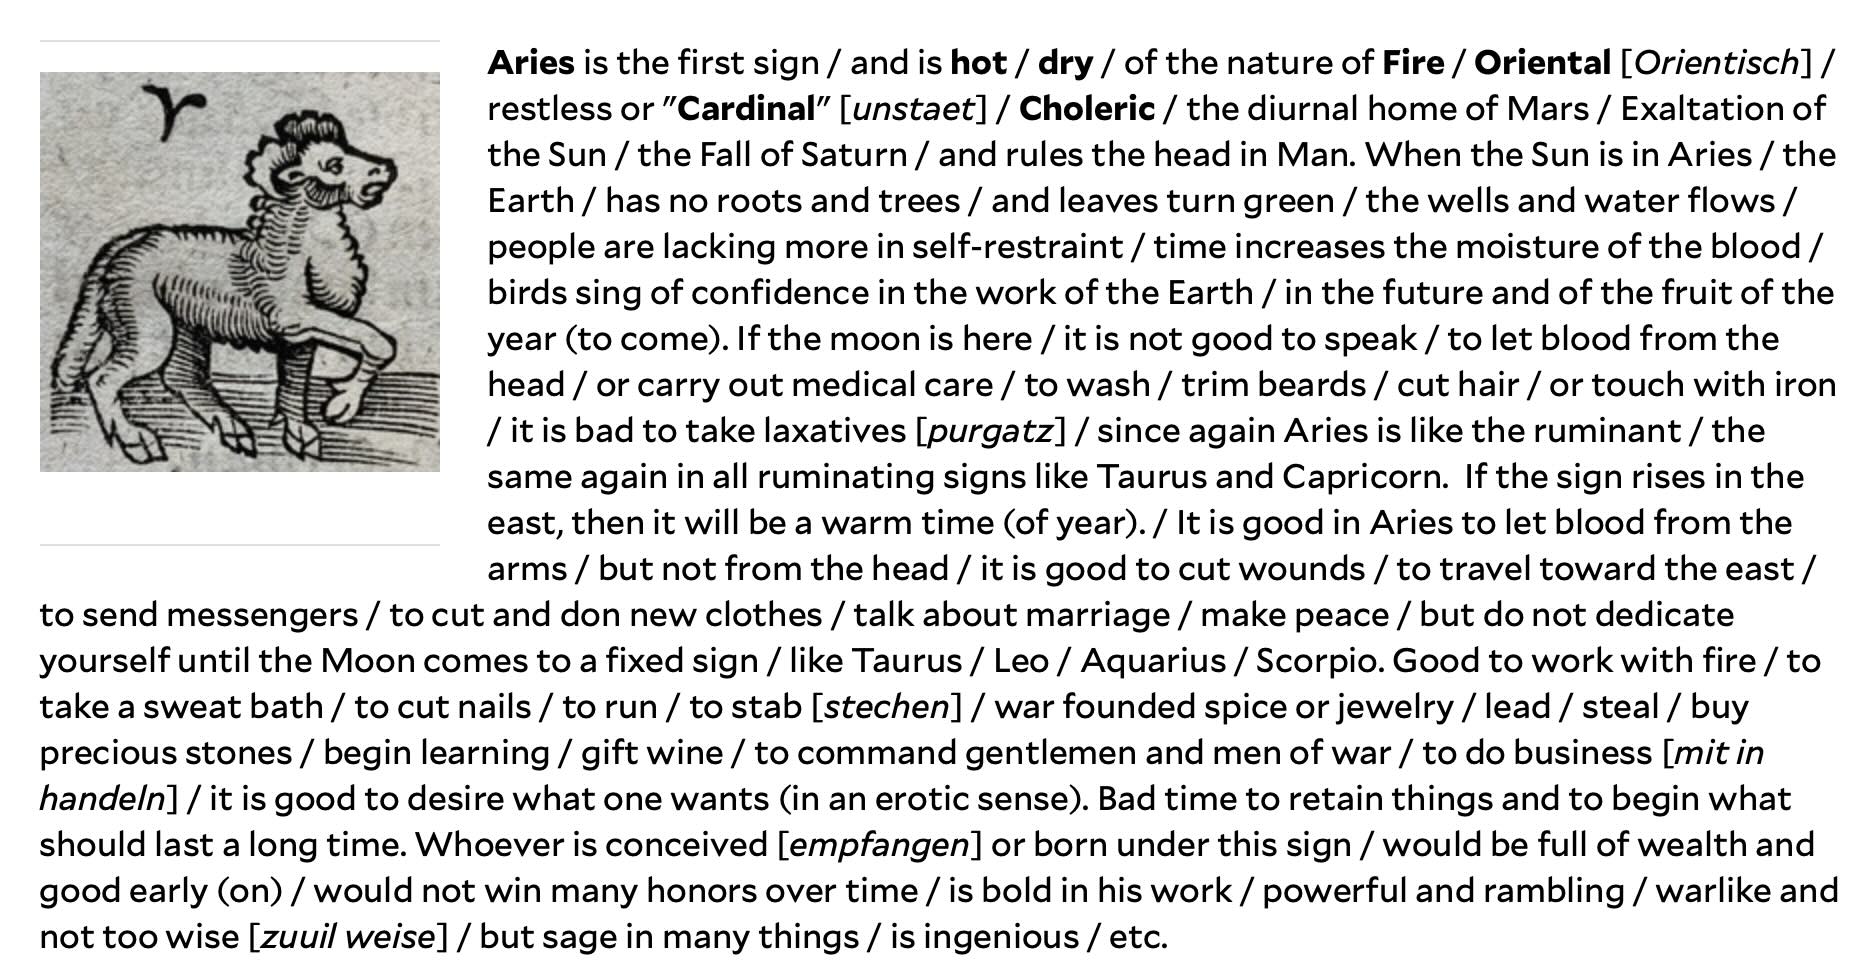 ♈
Aries is the first sign / and is hot / dry / of the nature of Fire / Oriental [Orientisch] /
restless or ″Cardinal″ [unstaet] / Choleric / the diurnal home of Mars / Exaltation of
the Sun / the Fall of Saturn / and rules the head in Man. When the Sun is in Aries / the
Earth / has no roots and trees / and leaves turn green / the wells and water flows /
people are lacking more in self-restraint / time increases the moisture of the blood /
birds sing of confidence in the work of the Earth / in the future and of the fruit of the
year (to come). If the moon is here / it is not good to speak / to let blood from the
head / or carry out medical care / to wash / trim beards / cut hair / or touch with iron
/ it is bad to take laxatives [purgatz] / since again Aries is like the ruminant / the
same again in all ruminating signs like Taurus and Capricorn.  If the sign rises in the
east, then it will be a warm time (of year). / It is good in Aries to let blood from the
arms / but not from the head / it is good to cut wounds / to travel toward the east /
to send messengers / to cut and don new clothes / talk about marriage / make peace / but do not dedicate
yourself until the Moon comes to a fixed sign / like Taurus / Leo / Aquarius / Scorpio. Good to work with fire / to
take a sweat bath / to cut nails / to run / to stab [stechen] / war founded spice or jewelry / lead / steal / buy
precious stones / begin learning / gift wine / to command gentlemen and men of war / to do business [mit in
handeln] / it is good to desire what one wants (in an erotic sense). Bad time to retain things and to begin what
should last a long time. Whoever is conceived [empfangen] or born under this sign / would be full of wealth and
good early (on) / would not win many honors over time / is bold in his work / powerful and rambling / warlike and
not too wise [zuuil weise] / but sage in many things / is ingenious / etc.